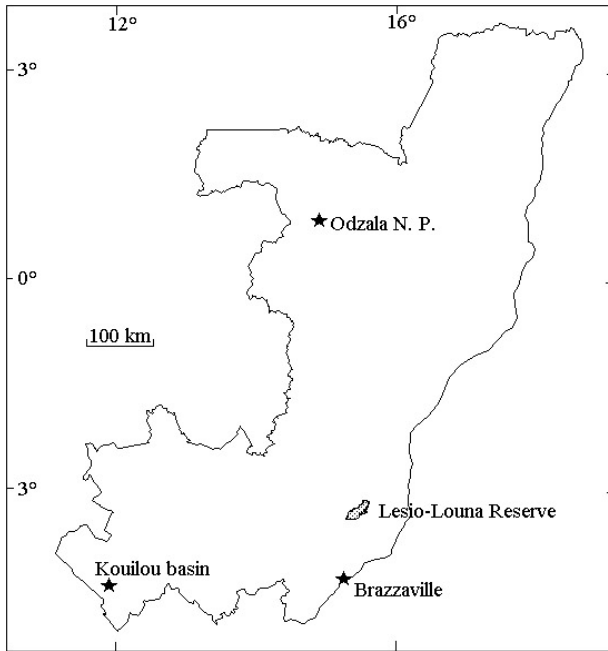 12°
16°
3°
Odzala N. P.
0°
100 km
3°
Lesio-Louna Reserve
Kouilou basin
Brazzaville